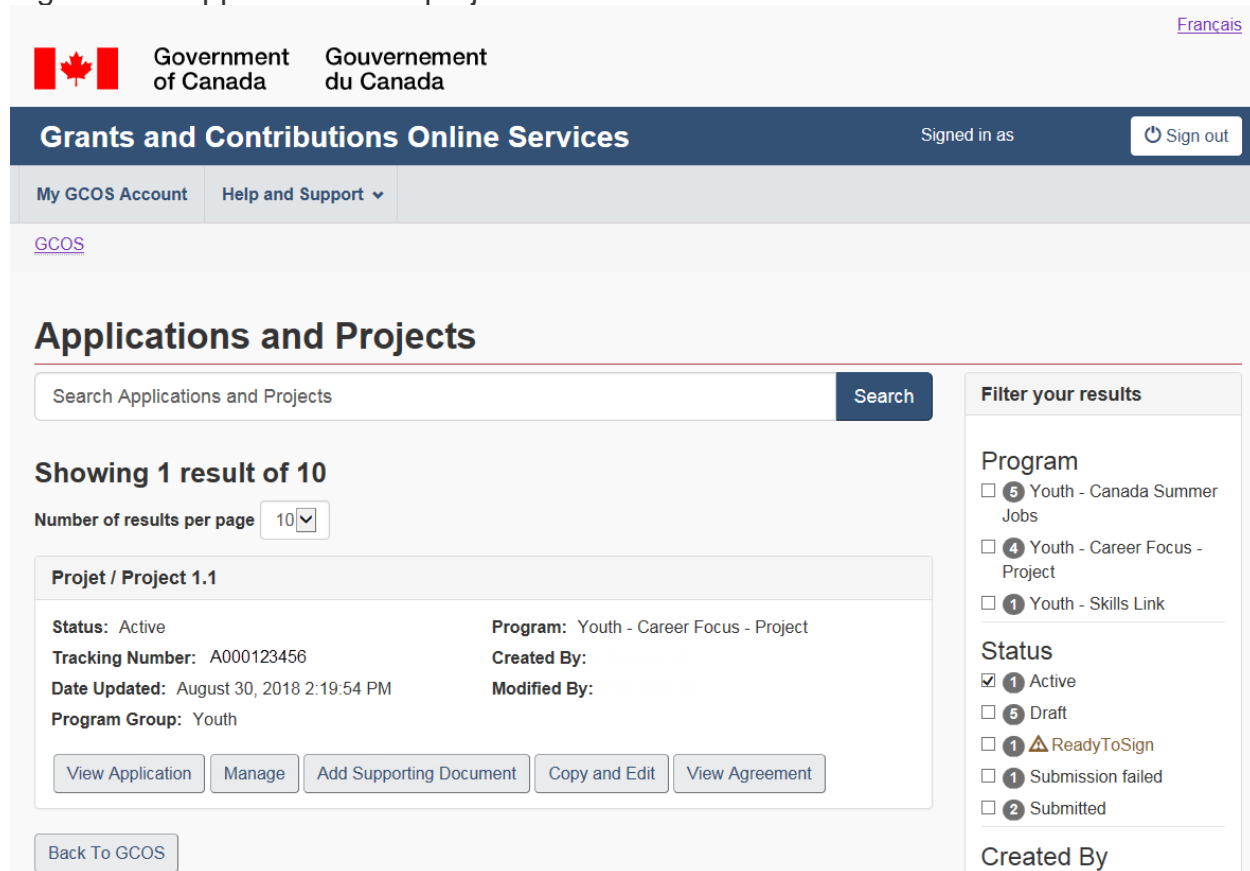 Français
Government Gouvernement
of Canada du Canada
Grants and Contributions Online Services Signed in as Sign out
My GCOS Account Help and Support
GCOS
Applications and Projects
Search Applications and Projects Search
Showing 1 result of 10
Number of results per page 10
Projet / Project 1.1
Status: Active Program: Youth - Career Focus - Project
Tracking Number: A000123456 Created By:
Date Updated: August 30, 2018 2:19:54 PM Modified By:
Program Group: Youth
View Application Manage Add Supporting Document Copy and Edit View Agreement
Back To GCOS
Filter your results
Program
5 Youth - Canada Summer
Jobs
4 Youth - Career Focus -
Project
1 Youth - Skills Link
Status
1 Active
5 Draft
1 ReadyToSign
1 Submission failed
2 Submitted
Created By